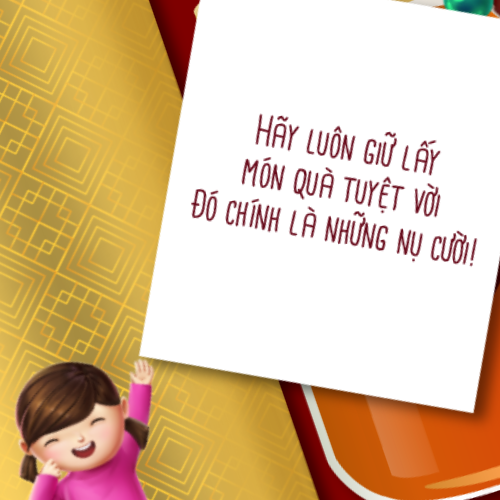 Hãy luôn giữ lấy
món quà tuyệt vời
Đó chính là những nụ cười!